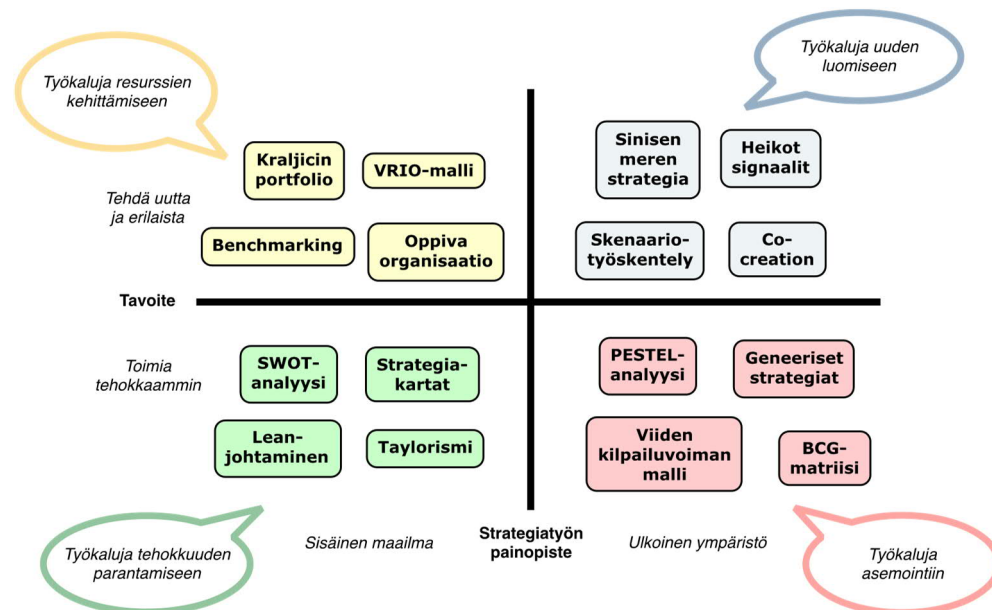 Työkaluja resurssien
kehittämiseen
Työkaluja uuden
luomiseen
Tehdä uutta
ja erilaista
Kraljicin
portfolio
VRIO-malli
Benchmarking
Oppiva
organisaatio
Sinisen
meren
strategia
Heikot
signaalit
Skenaario-
työskentely
Co-
creation
Tavoite
Toimia
tehokkaammin
SWOT-
analyysi
Strategia-
kartat
Lean-
johtaminen
Taylorismi
PESTEL-
analyysi
Geneeriset
strategiat
Viiden
kilpailuvoiman
malli
BCG-
matriisi
Työkaluja tehokkuuden
parantamiseen
Sisäinen maailma
Strategiatyön
painopiste
Ulkoinen ympäristö
Työkaluja
asemointiin